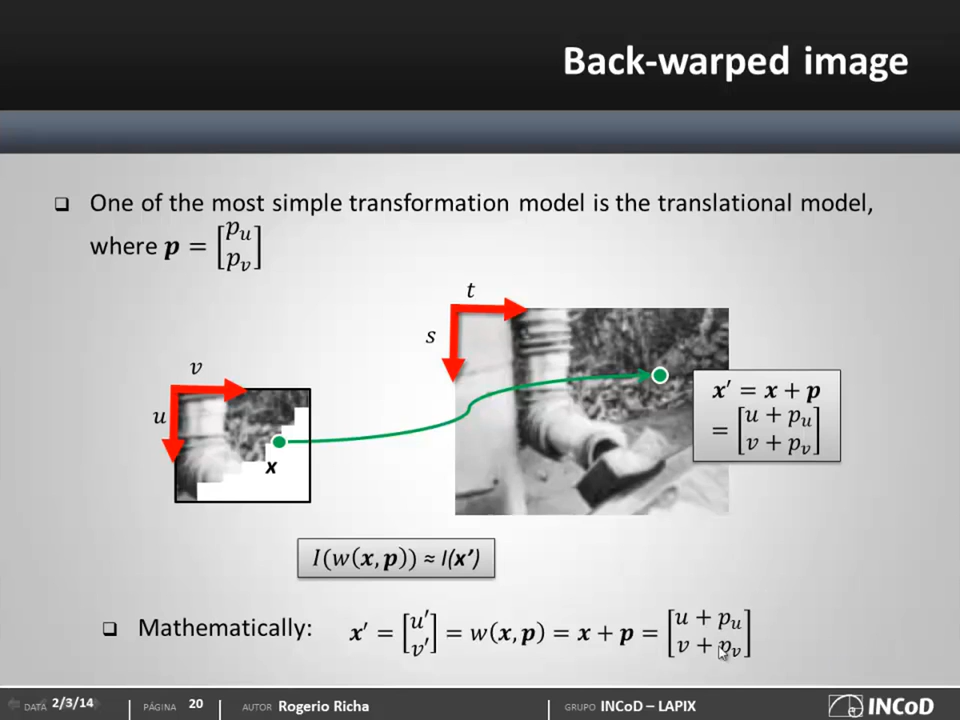 Back-warped image
❑ One of the most simple transformation model is the translational model,
where p = [p_u p_v]
t
s
v
u
x
x′ = x + p
= [u + p_u
v + p_v]
I(w(x, p)) ≈ I(x’)
❑ Mathematically: x′ = [u′ v′] = w(x, p) = x + p = [u + p_u v + p_v]
DATA 2/3/14 PÁGINA 20 AUTOR Rogerio Richa GRUPO INCoD – LAPIX INCoD